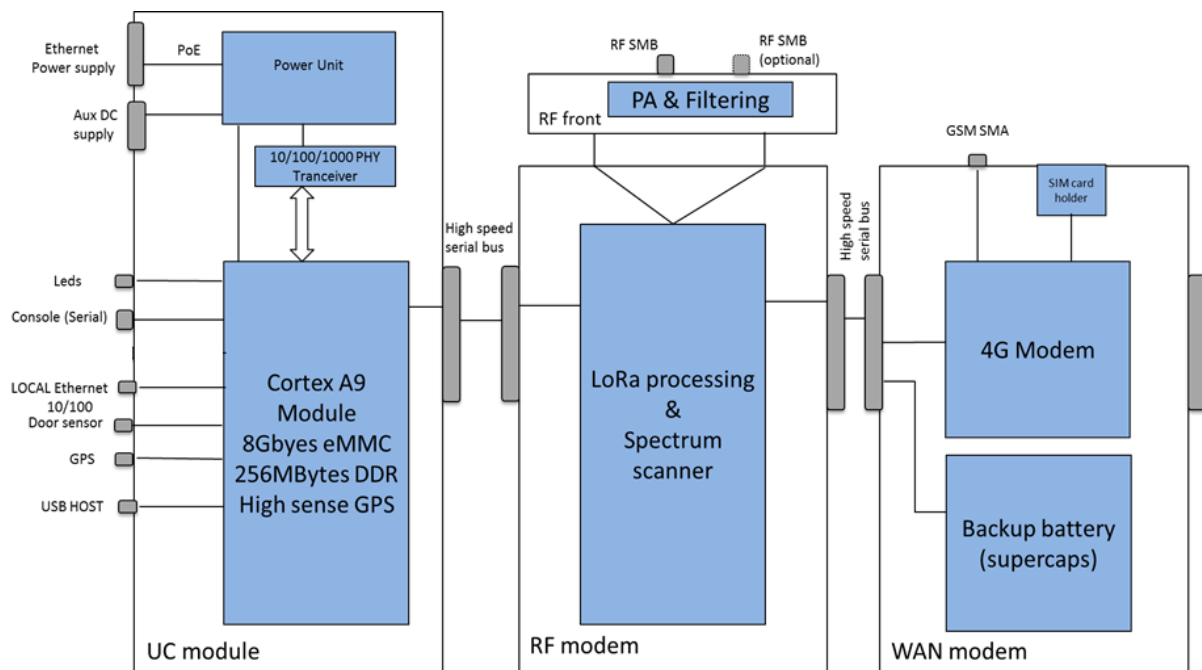 Ethernet
Power supply
PoE
Power Unit
Aux DC
supply
10/100/1000 PHY
Tranceiver
Leds
Console (Serial)
LOCAL Ethernet
10/100
Door sensor
GPS
USB HOST
Cortex A9
Module
8Gbyes eMMC
256MBytes DDR
High sense GPS
UC module
High speed
serial bus
RF SMB
RF SMB
(optional)
PA & Filtering
RF front
LoRa processing
&
Spectrum
scanner
RF modem
High speed
serial bus
GSM SMA
SIM card
holder
4G Modem
Backup battery
(supercaps)
WAN modem